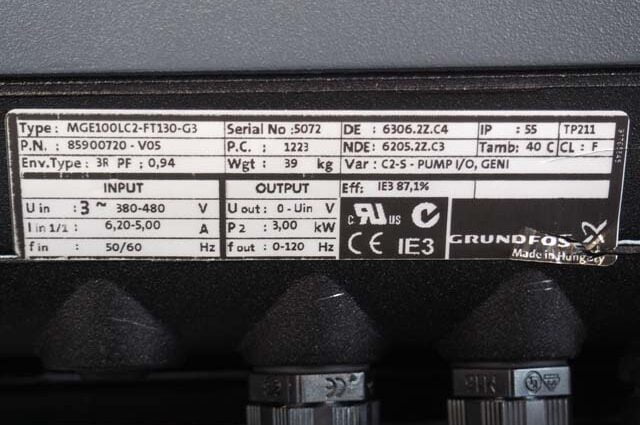 Type : MGE100LC2-FT130-G3 Serial No :5072 DE : 6306.2Z.C4 IP : 55 TP211
P.N. : 85900720 - V05 P.C. : 1223 NDE: 6205.2Z.C3 Tamb: 40 C CL : F
Env.Type : 3R PF ; 0,94 Wgt : 39 kg Var : C2-S - PUMP I/O, GENI
INPUT OUTPUT Eff: IE3 87,1%
U in : 3 ~ 380-480 V U out : 0 - Uin V
I in 1/1 : 6,20-5,00 A P 2 : 3,00 kW
f in : 50/60 Hz f out : 0-120 Hz
c RU US C
CE IE3
GRUNDFOS
Made in Hungary